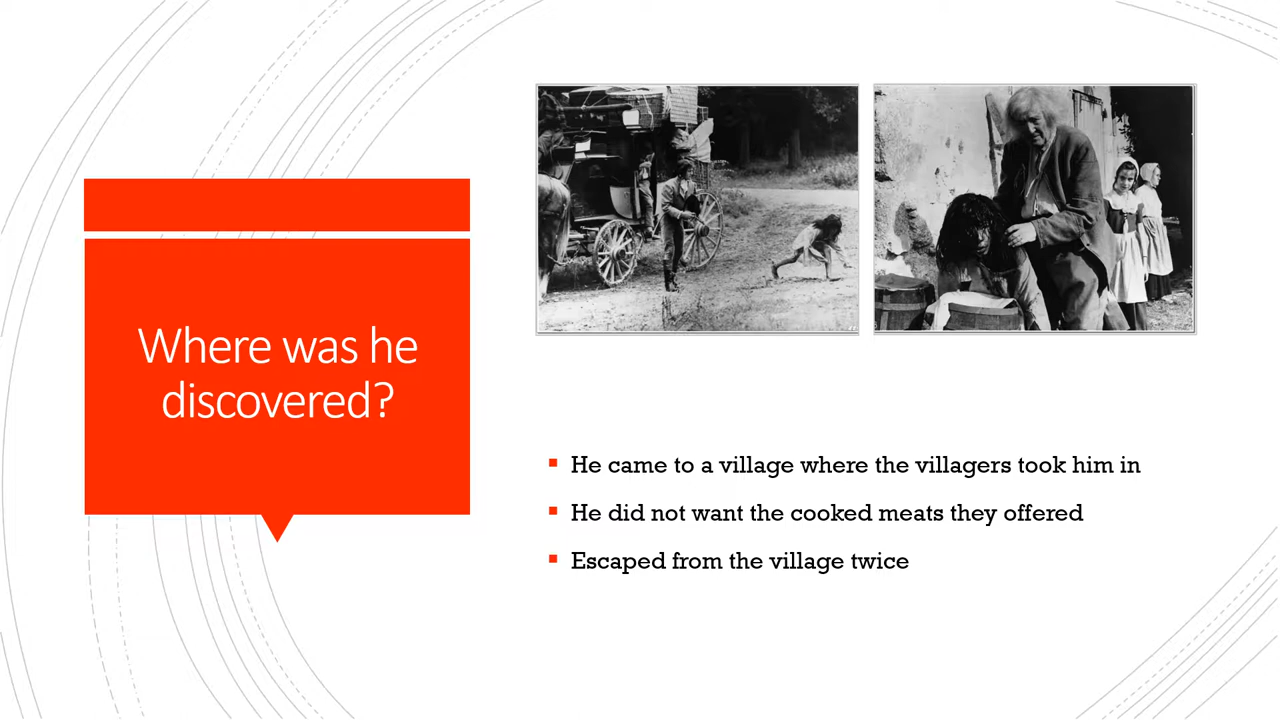 Where was he
discovered?
He came to a village where the villagers took him in
He did not want the cooked meats they offered
Escaped from the village twice